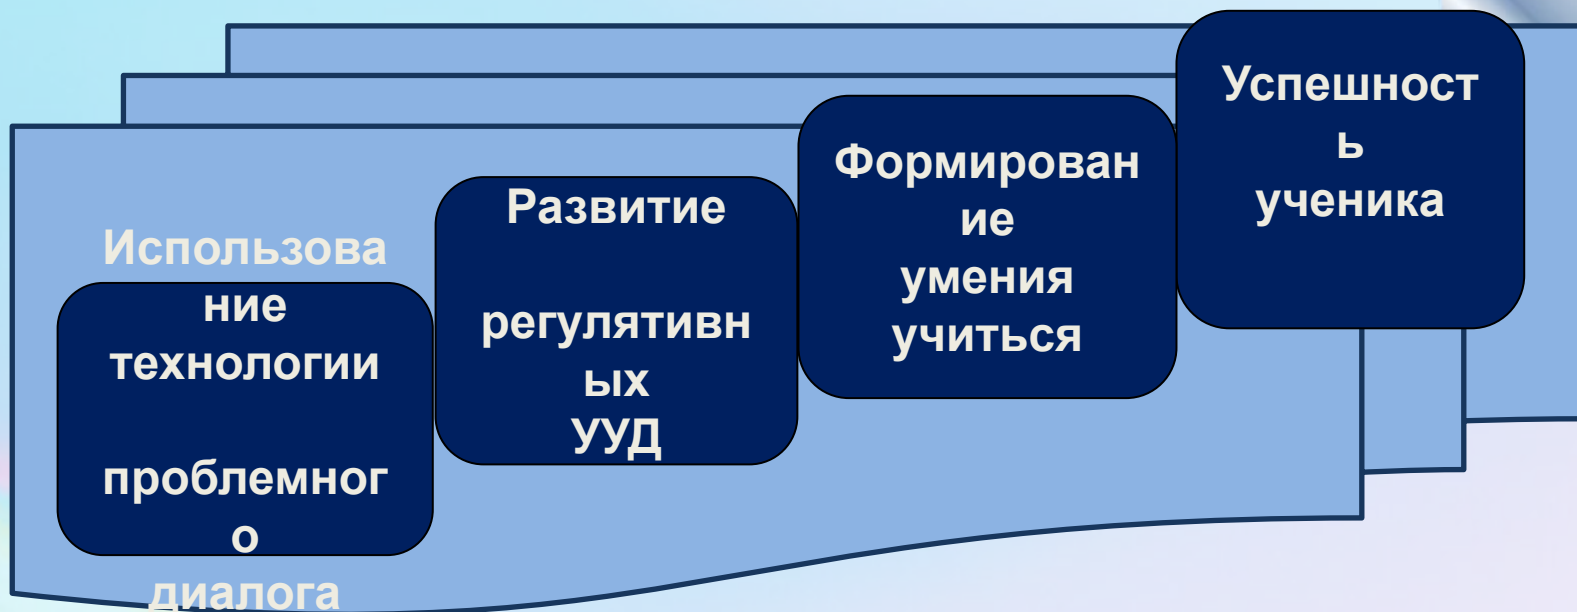 Использова
ние
технологии
проблемног
о
диалога
Развитие
регулятивн
ых
УУД
Формирован
ие
умения
учиться
Успешност
ь
ученика